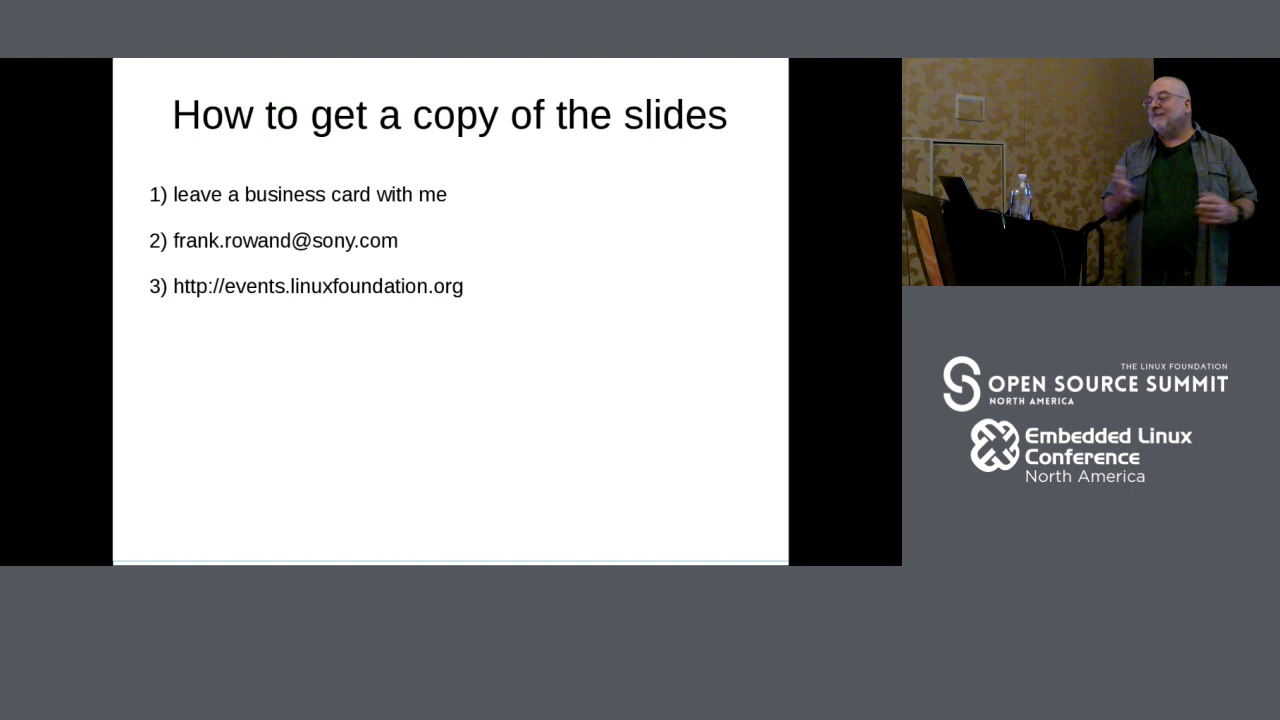 How to get a copy of the slides
1) leave a business card with me
2) frank.rowand@sony.com
3) http://events.linuxfoundation.org
THE LINUX FOUNDATION
OPEN SOURCE SUMMIT
NORTH AMERICA
Embedded Linux
Conference
North America